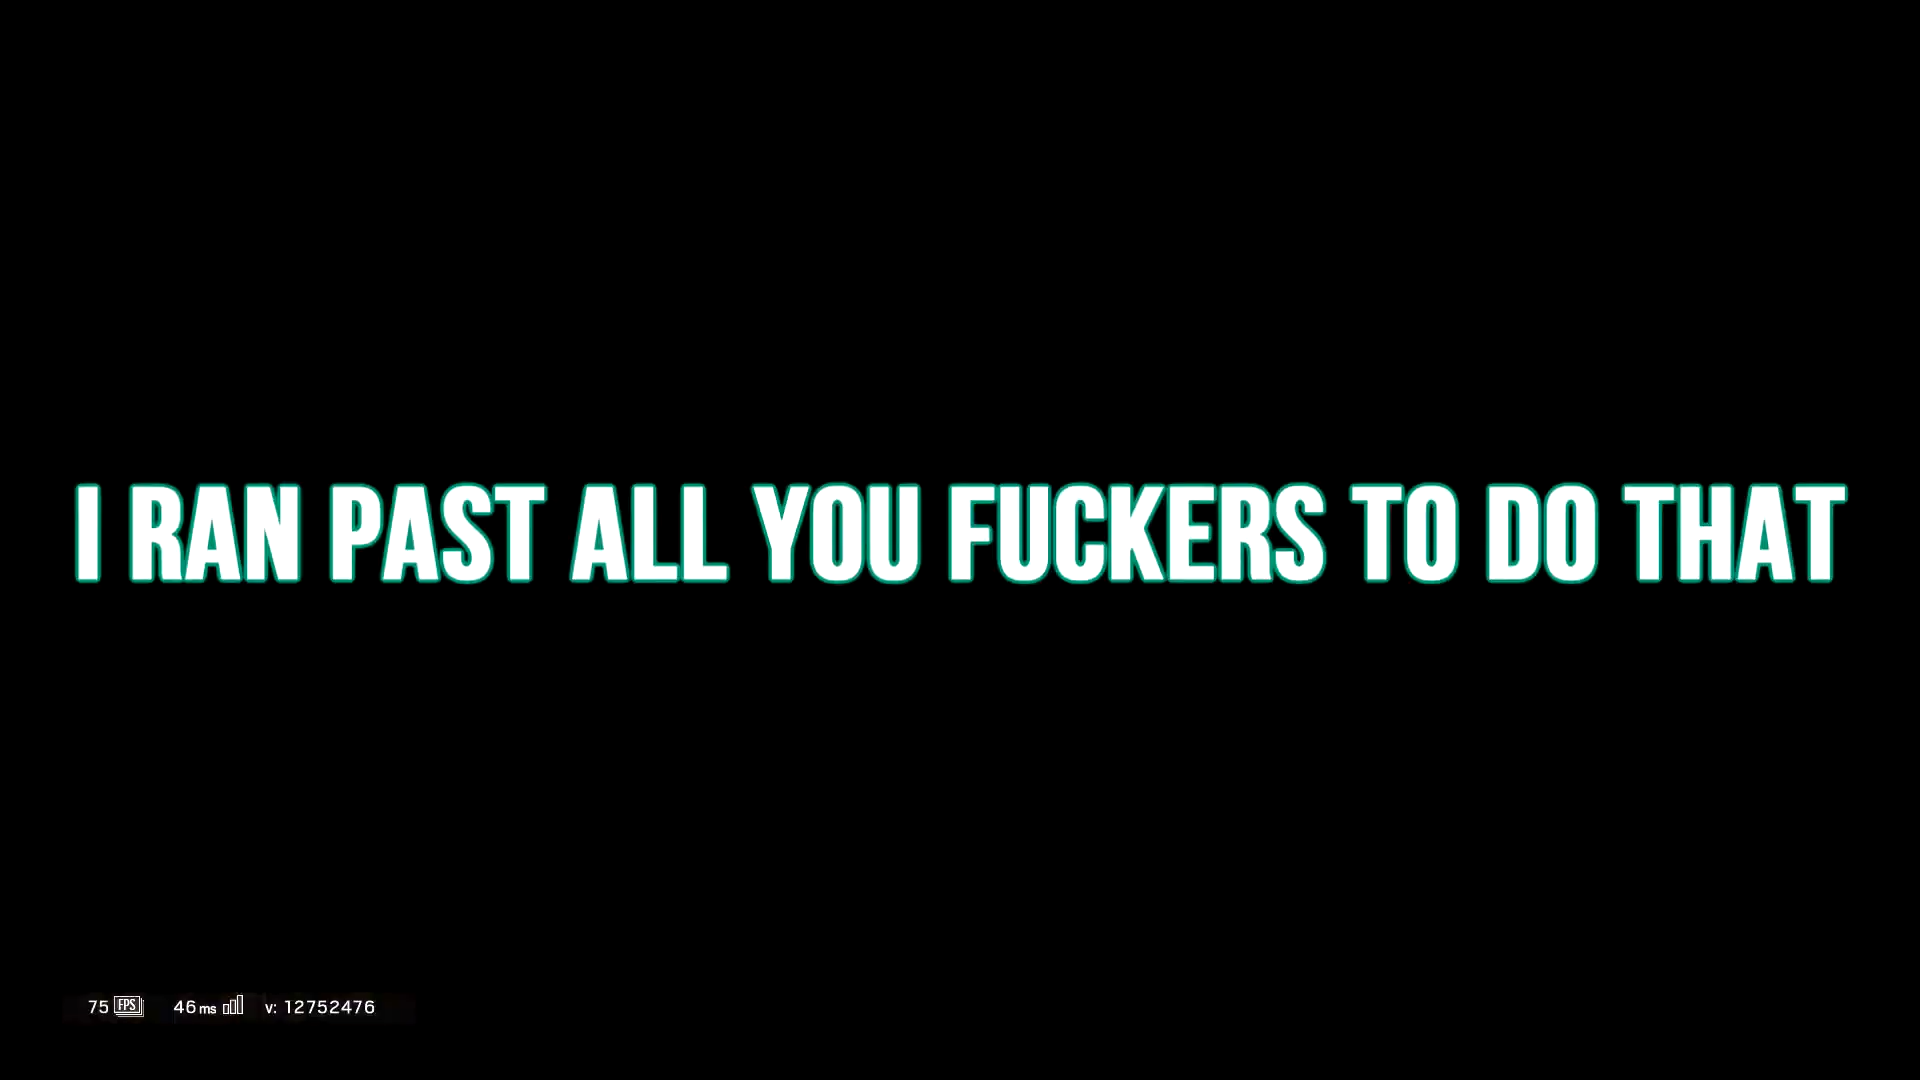 I RAN PAST ALL YOU FUCKERS TO DO THAT
75 FPS 46 ms v: 12752476